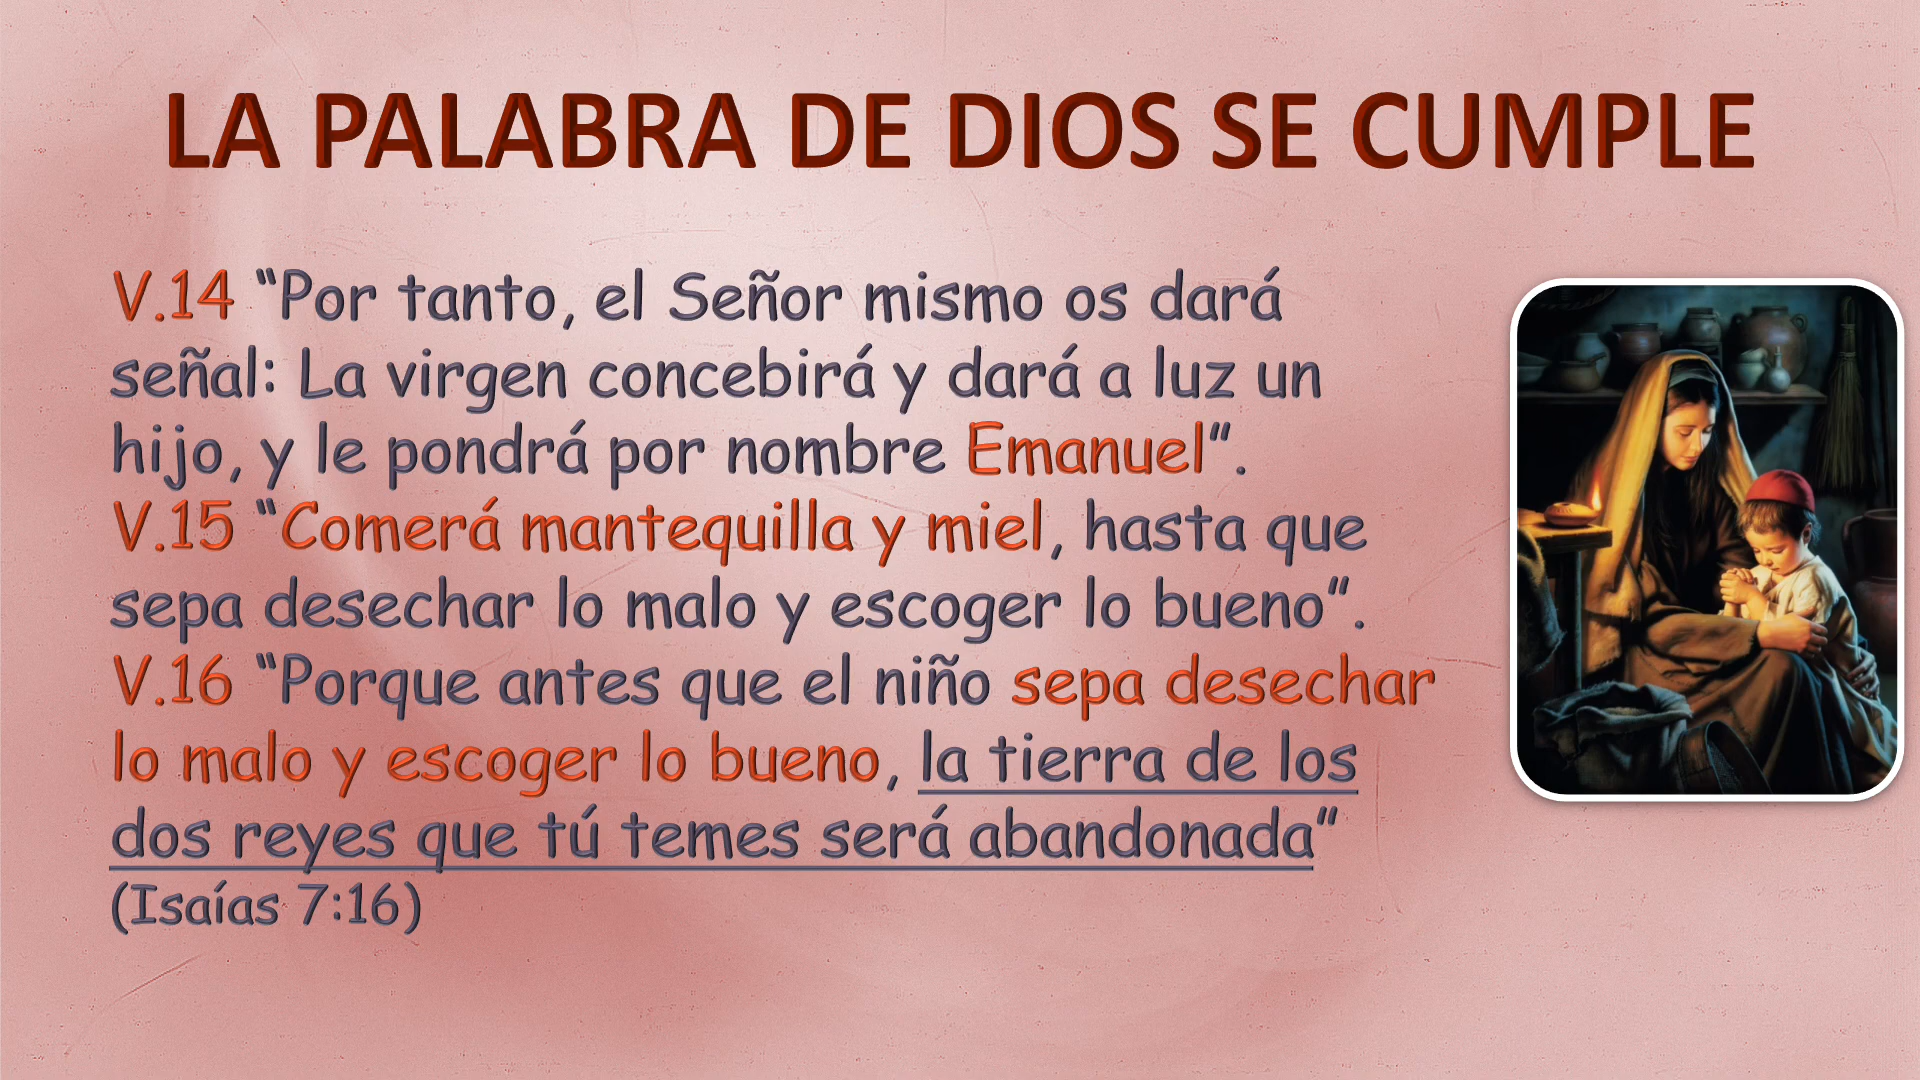 LA PALABRA DE DIOS SE CUMPLE
V.14 “Por tanto, el Señor mismo os dará
señal: La virgen concebirá y dará a luz un
hijo, y le pondrá por nombre Emanuel”.
V.15 “Comerá mantequilla y miel, hasta que
sepa desechar lo malo y escoger lo bueno”.
V.16 “Porque antes que el niño sepa desechar
lo malo y escoger lo bueno, la tierra de los
dos reyes que tú temes será abandonada”
(Isaías 7:16)